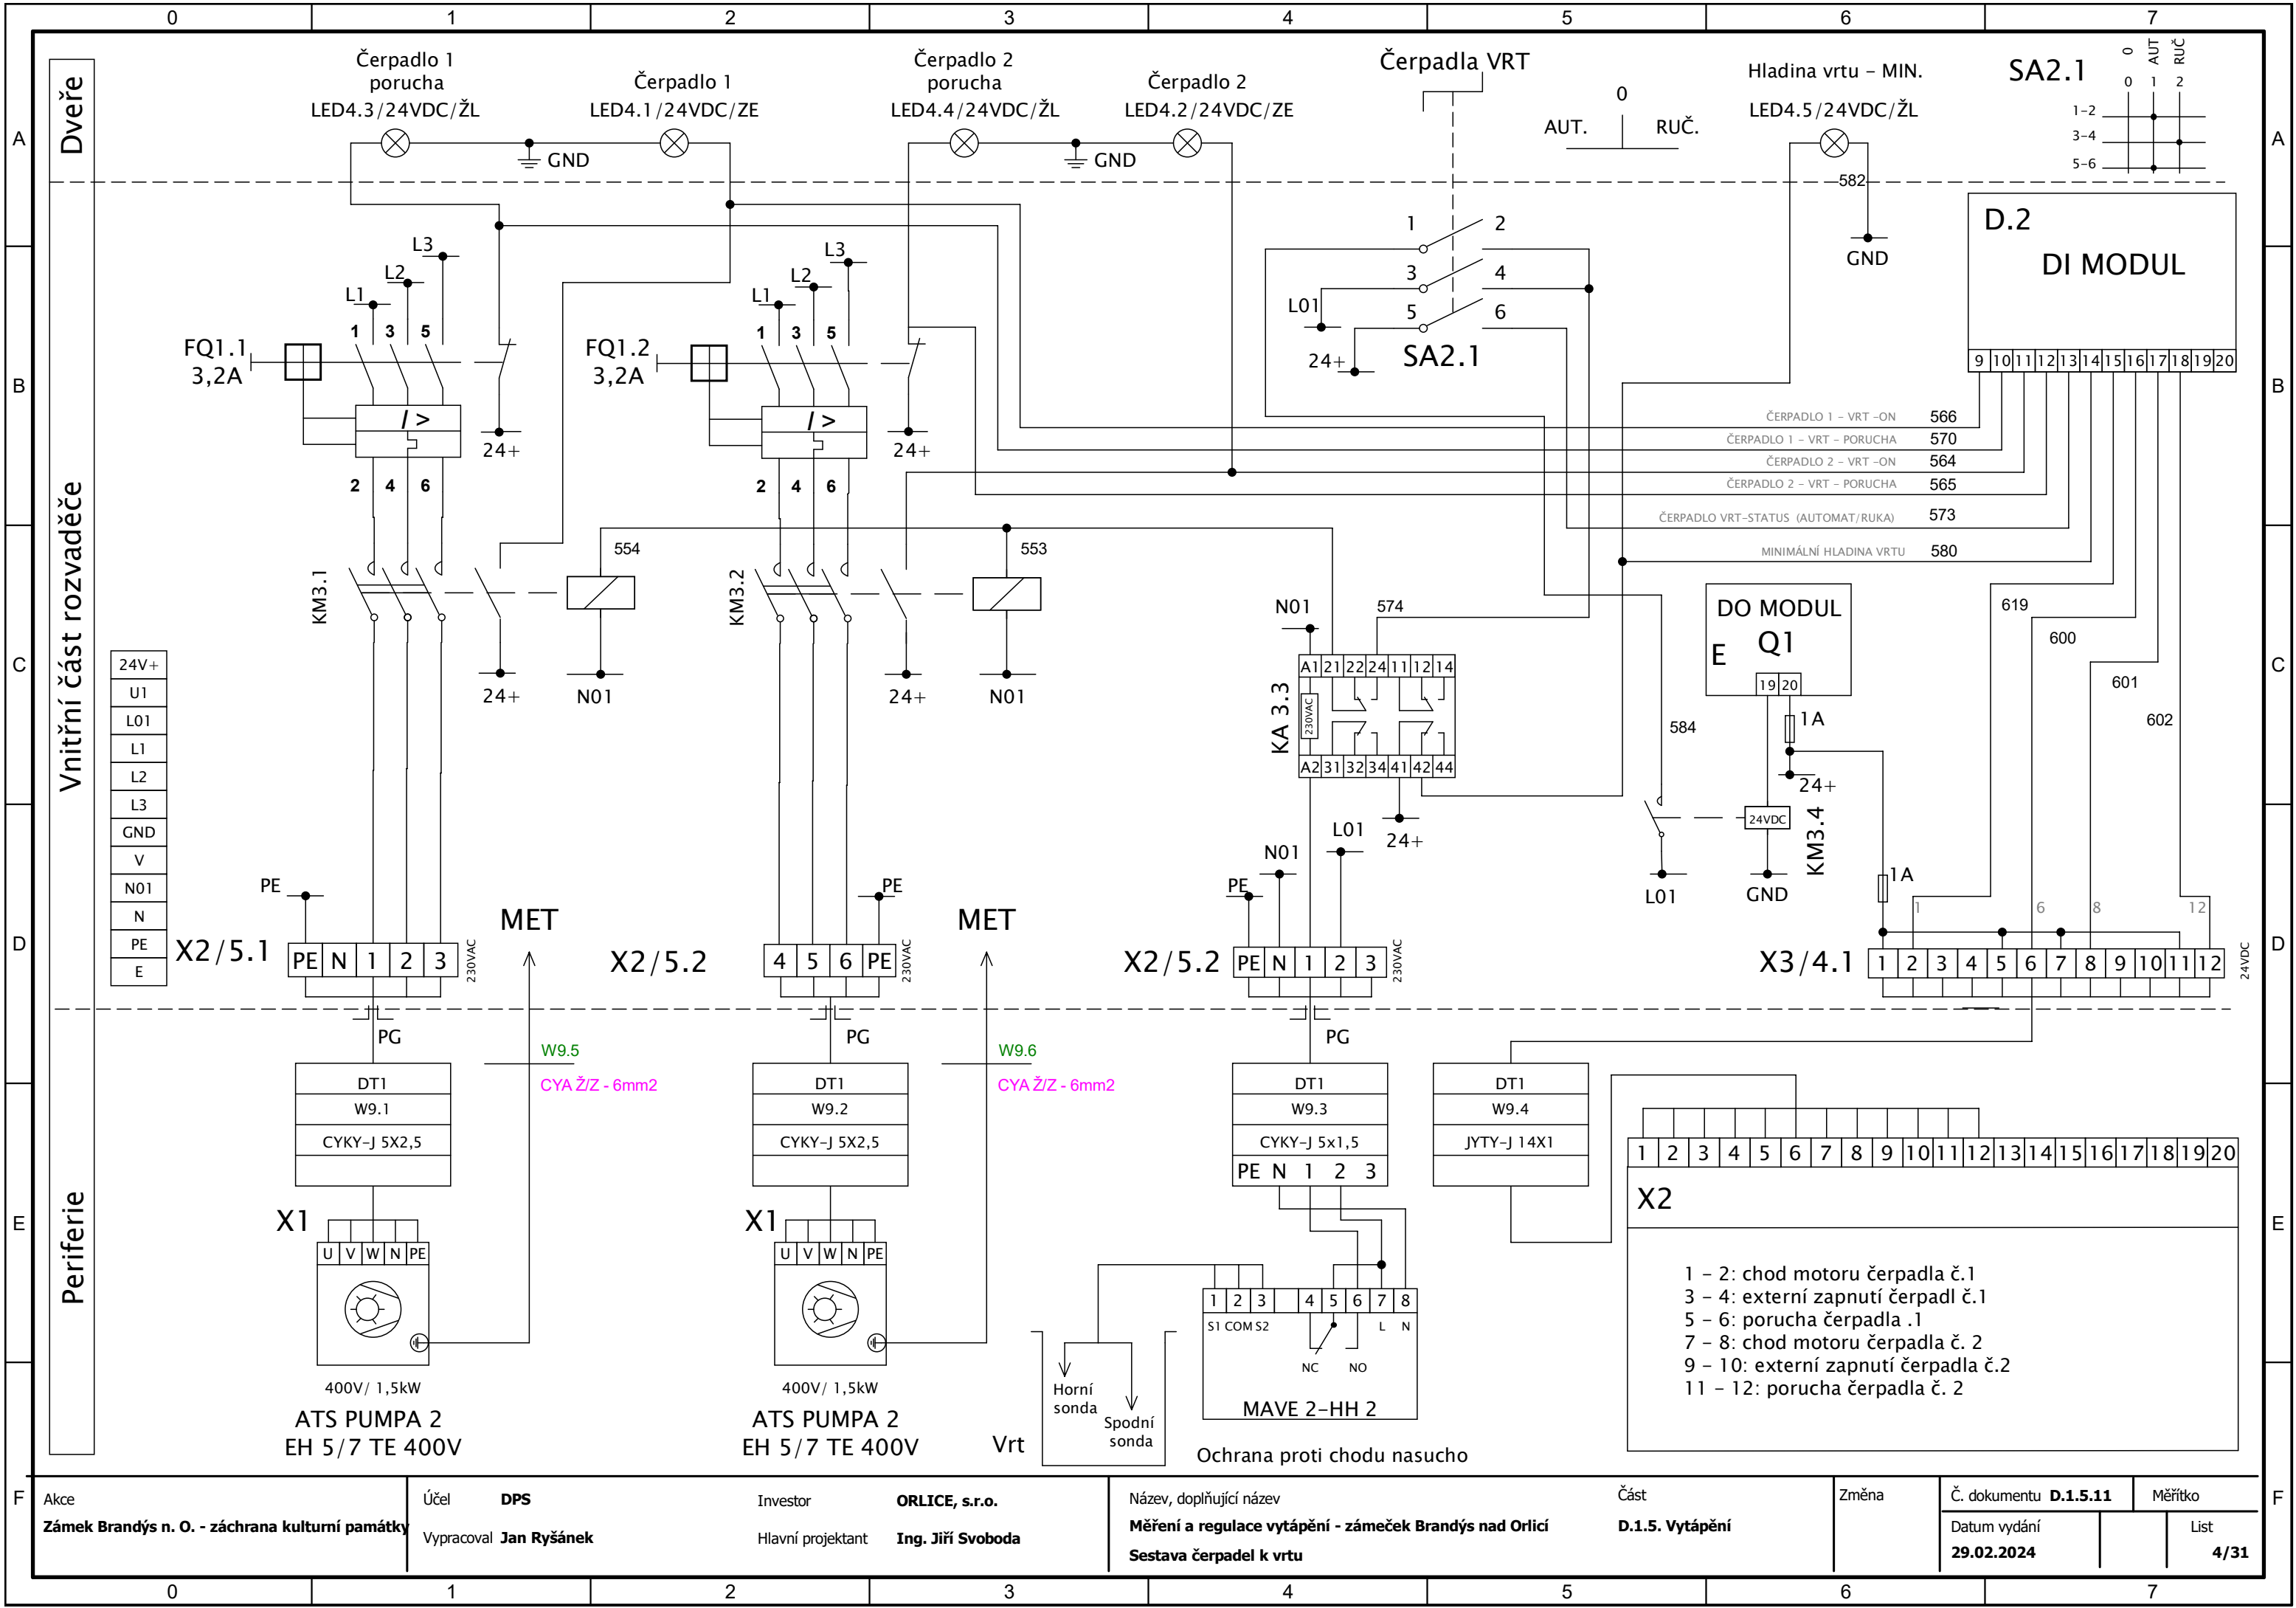 0 1 2 3 4 5 6 7
A
B
C
D
E
F
Dveře
Vnitřní část rozvaděče
Periferie
Čerpadlo 1
porucha
LED4.3/24VDC/ŽL
GND
Čerpadlo 1
LED4.1/24VDC/ZE
Čerpadlo 2
porucha
LED4.4/24VDC/ŽL
GND
Čerpadlo 2
LED4.2/24VDC/ZE
Čerpadla VRT
0
AUT. RUČ.
Hladina vrtu - MIN.
LED4.5/24VDC/ŽL
582
GND
SA2.1
0 AUT RUČ
0 1 2
1-2
3-4
5-6
D.2
DI MODUL
9 10 11 12 13 14 15 16 17 18 19 20
L1 L2 L3
1 3 5
FQ1.1
3,2A
I >
2 4 6
24+
L1 L2 L3
1 3 5
FQ1.2
3,2A
I >
2 4 6
24+
1 2
3 4
5 6
L01
24+
SA2.1
ČERPADLO 1 - VRT -ON 566
ČERPADLO 1 - VRT - PORUCHA 570
ČERPADLO 2 - VRT -ON 564
ČERPADLO 2 - VRT - PORUCHA 565
ČERPADLO VRT-STATUS (AUTOMAT/RUKA) 573
MINIMÁLNÍ HLADINA VRTU 580
KM3.1
554
24+
N01
KM3.2
553
24+
N01
N01
574
A1 21 22 24 11 12 14
KA 3.3
230VAC
A2 31 32 34 41 42 44
24+
584
L01
DO MODUL
E Q1
19 20
1A
24+
24VDC
KM3.4
GND
1A
619
600
601
602
24V+
U1
L01
L1
L2
L3
GND
V
N01
N
PE
E
PE
X2/5.1
PE N 1 2 3
230VAC
PG
MET
W9.5
CYA Ž/Z - 6mm2
X2/5.2
PE
4 5 6 PE
230VAC
PG
MET
W9.6
CYA Ž/Z - 6mm2
X2/5.2
PE N01 L01
PE N 1 2 3
230VAC
PG
X3/4.1
1 6 8 12
1 2 3 4 5 6 7 8 9 10 11 12
24VDC
DT1
W9.1
CYKY-J 5X2,5
X1
U V W N PE
400V/ 1,5kW
ATS PUMPA 2
EH 5/7 TE 400V
DT1
W9.2
CYKY-J 5X2,5
X1
U V W N PE
400V/ 1,5kW
ATS PUMPA 2
EH 5/7 TE 400V
DT1
W9.3
CYKY-J 5x1,5
PE N 1 2 3
DT1
W9.4
JYTY-J 14X1
1 2 3 4 5 6 7 8
S1 COM S2 L N
NC NO
MAVE 2-HH 2
Ochrana proti chodu nasucho
Horní
sonda
Spodní
sonda
Vrt
1 2 3 4 5 6 7 8 9 10 11 12 13 14 15 16 17 18 19 20
X2
1 - 2: chod motoru čerpadla č.1
3 - 4: externí zapnutí čerpadl č.1
5 - 6: porucha čerpadla .1
7 - 8: chod motoru čerpadla č. 2
9 - 10: externí zapnutí čerpadla č.2
11 - 12: porucha čerpadla č. 2
Akce
Zámek Brandýs n. O. - záchrana kulturní památky
Účel DPS
Vypracoval Jan Ryšánek
Investor ORLICE, s.r.o.
Hlavní projektant Ing. Jiří Svoboda
Název, doplňující název
Měření a regulace vytápění - zámeček Brandýs nad Orlicí
Sestava čerpadel k vrtu
Část
D.1.5. Vytápění
Změna
Č. dokumentu D.1.5.11
Měřítko
Datum vydání
29.02.2024
List
4/31
0 1 2 3 4 5 6 7
A
B
C
D
E
F